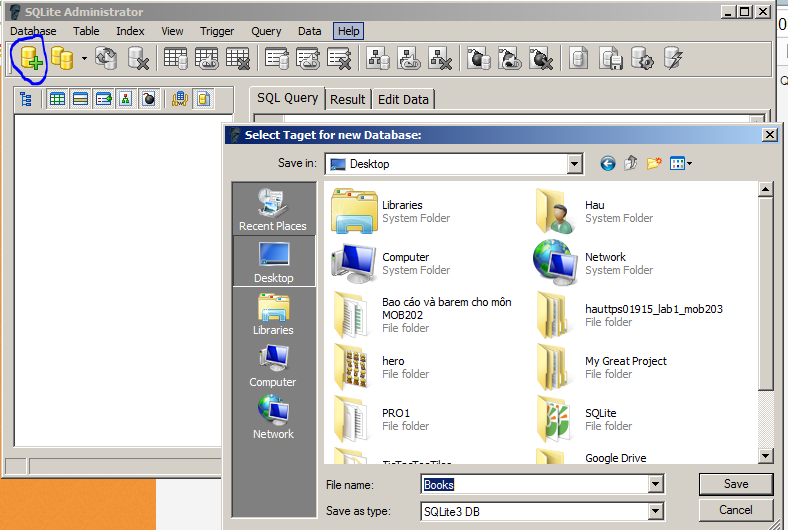 SQLite Administrator
Database Table Index View Trigger Query Data Help
SQL Query Result Edit Data
Select Taget for new Database:
Save in: Desktop
Recent Places
Desktop
Libraries
Computer
Network
Libraries
System Folder
Hau
System Folder
Computer
System Folder
Network
System Folder
Bao cáo và barem cho môn
MOB202
File folder
hauttps01915_lab1_mob203
File folder
hero
File folder
My Great Project
File folder
PRO1
File folder
SQLite
File folder
Google Drive
File name: Books Save
Save as type: SQLite3 DB Cancel